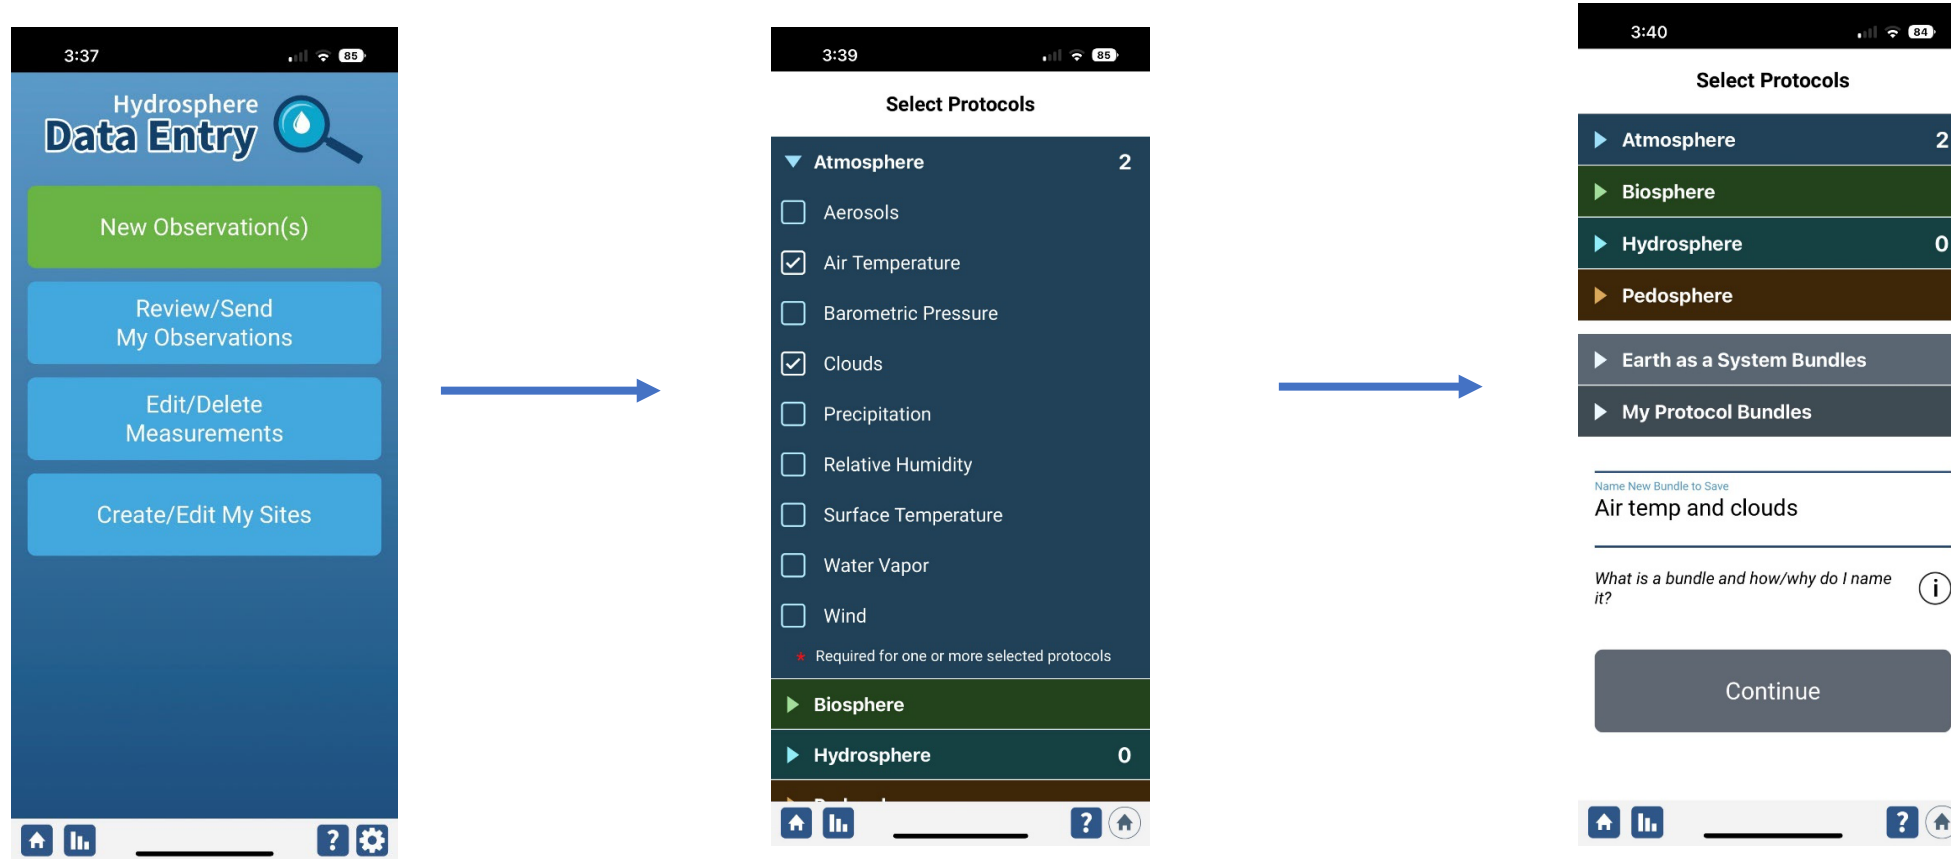 3:37
85
Hydrosphere
Data Entry
New Observation(s)
Review/Send
My Observations
Edit/Delete
Measurements
Create/Edit My Sites
?
3:39
85
Select Protocols
Atmosphere 2
Aerosols
Air Temperature
Barometric Pressure
Clouds
Precipitation
Relative Humidity
Surface Temperature
Water Vapor
Wind
* Required for one or more selected protocols
Biosphere
Hydrosphere 0
?
3:40
84
Select Protocols
Atmosphere 2
Biosphere
Hydrosphere 0
Pedosphere
Earth as a System Bundles
My Protocol Bundles
Name New Bundle to Save
Air temp and clouds
What is a bundle and how/why do I name
it?
i
Continue
?